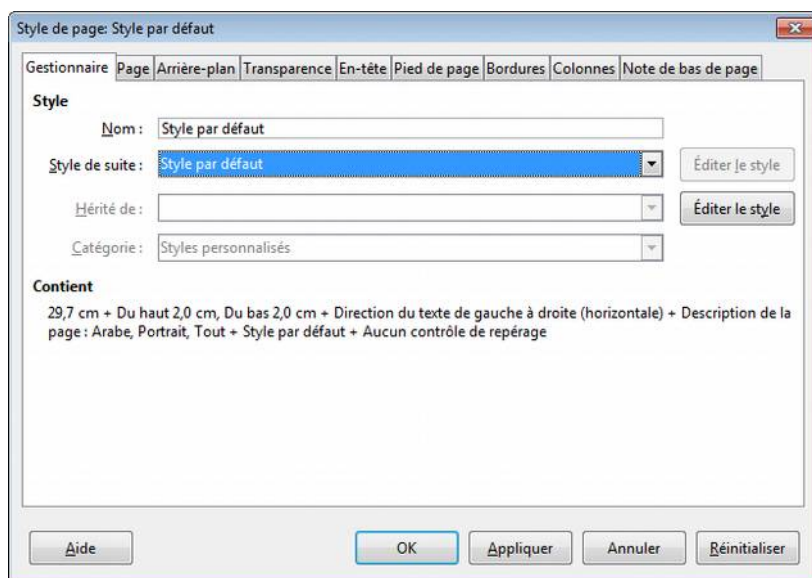 Style de page: Style par défaut
Gestionnaire Page Arrière-plan Transparence En-tête Pied de page Bordures Colonnes Note de bas de page
Style
Nom : Style par défaut
Style de suite : Style par défaut Éditer le style
Hérité de : Éditer le style
Catégorie : Styles personnalisés
Contient
29,7 cm + Du haut 2,0 cm, Du bas 2,0 cm + Direction du texte de gauche à droite (horizontale) + Description de la
page : Arabe, Portrait, Tout + Style par défaut + Aucun contrôle de repérage
Aide OK Appliquer Annuler Réinitialiser